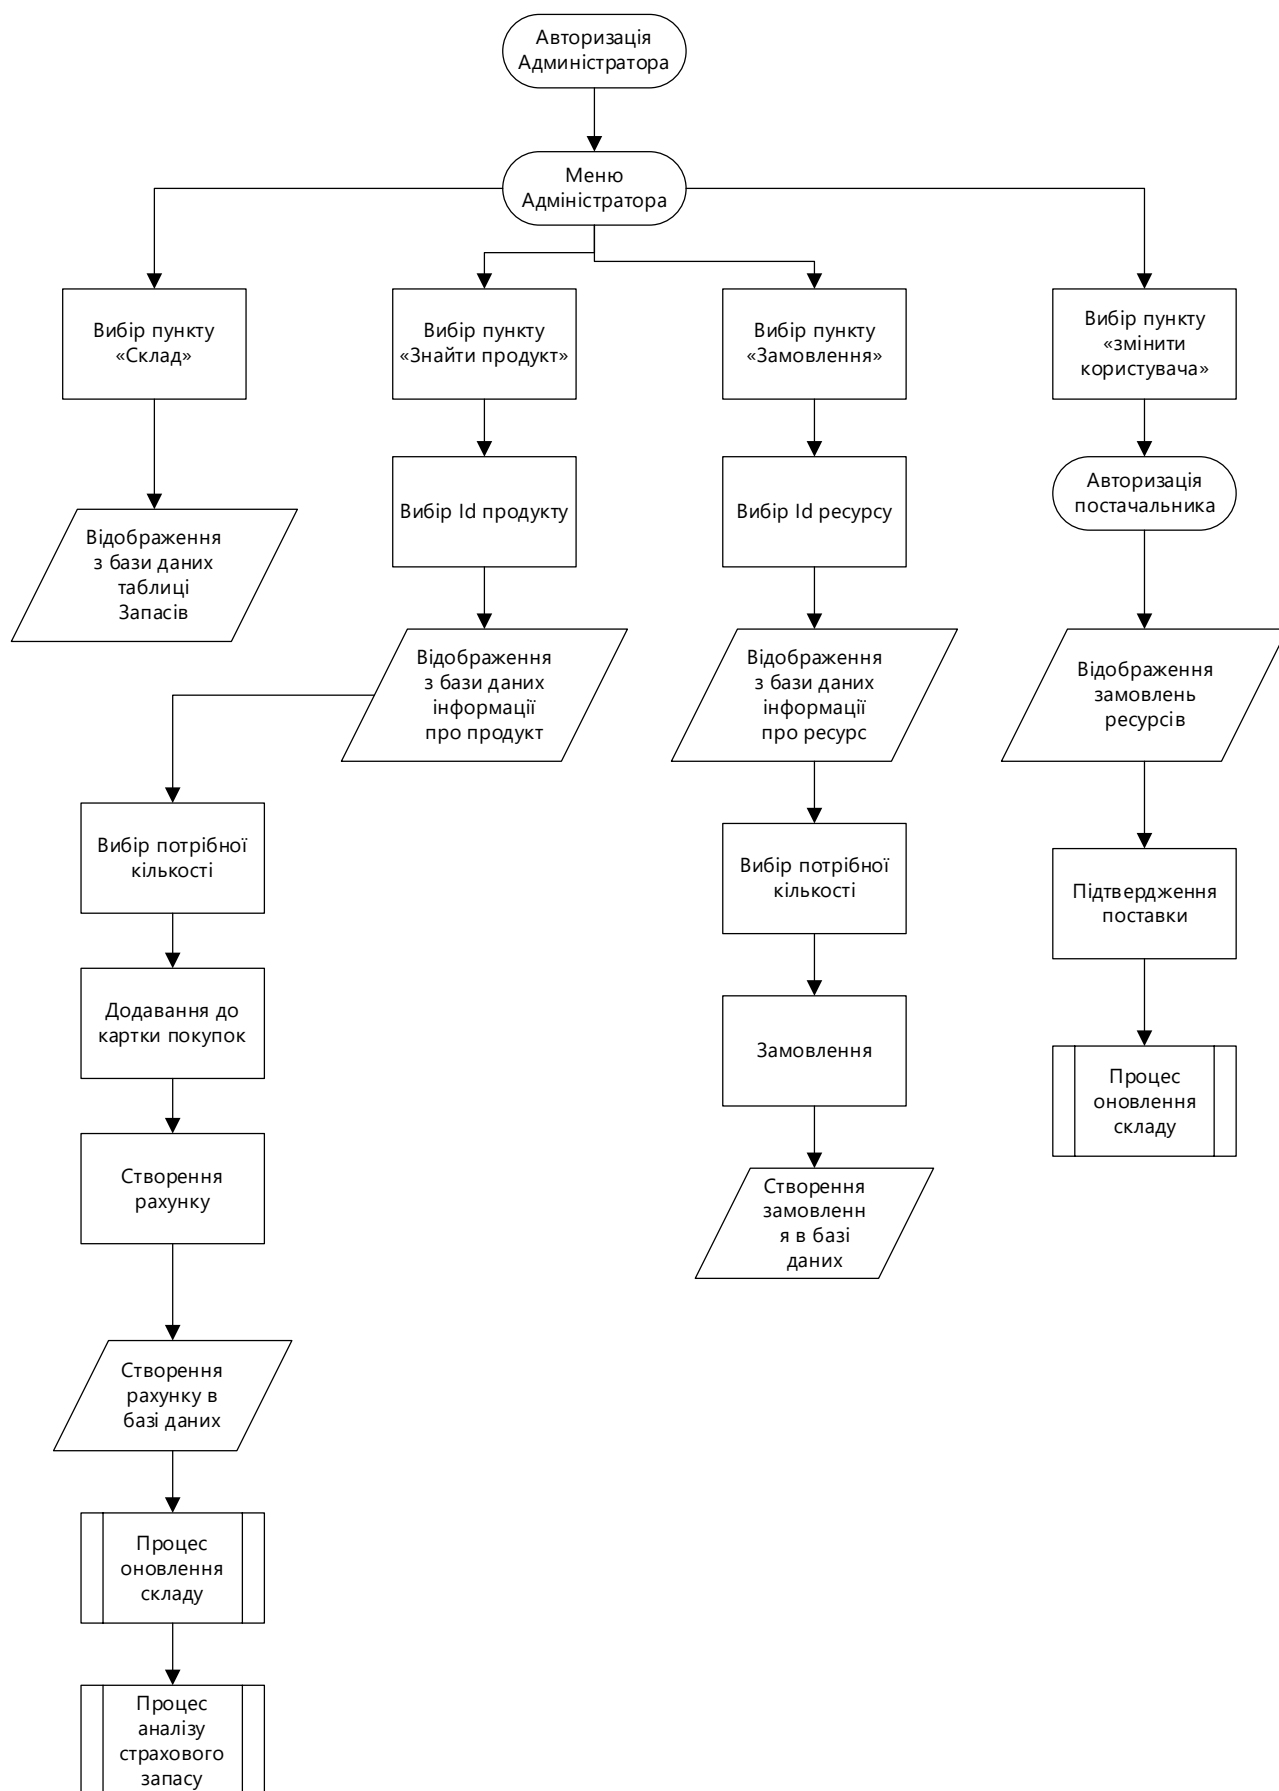 Авторизація
Админістратора
Меню
Адміністратора
Вибір пункту
«Склад»
Вибір пункту
«Знайти продукт»
Вибір пункту
«Замовлення»
Вибір пункту
«змінити
користувача»
Вибір Id продукту
Вибір Id ресурсу
Авторизація
постачальника
Відображення
з бази даних
таблиці
Запасів
Відображення
з бази даних
інформації
про продукт
Відображення
з бази даних
інформації
про ресурс
Відображення
замовлень
ресурсів
Вибір потрібної
кількості
Вибір потрібної
кількості
Підтвердження
поставки
Додавання до
картки покупок
Замовлення
Процес
оновлення
складу
Створення
рахунку
Створення
замовленн
я в базі
даних
Створення
рахунку в
базі даних
Процес
оновлення
складу
Процес
аналізу
страхового
запасу